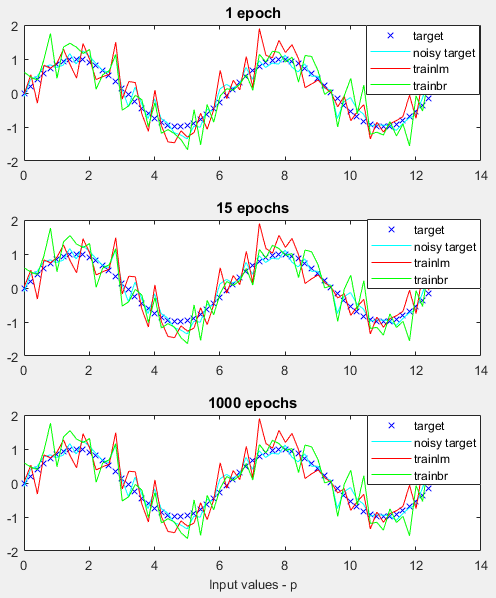 1 epoch
2
1
0
-1
-2
0 2 4 6 8 10 12 14
target
noisy target
trainlm
trainbr
15 epochs
2
1
0
-1
-2
0 2 4 6 8 10 12 14
target
noisy target
trainlm
trainbr
1000 epochs
2
1
0
-1
-2
0 2 4 6 8 10 12 14
target
noisy target
trainlm
trainbr
Input values - p